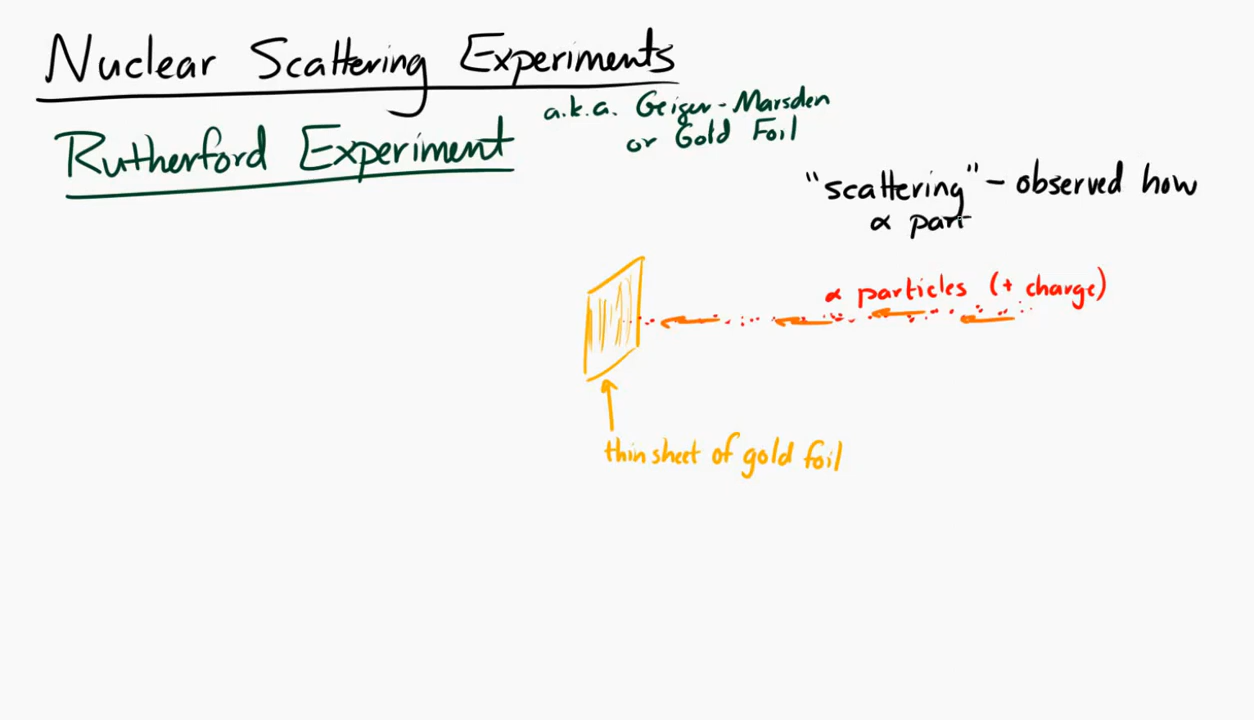 Nuclear Scattering Experiments
a.k.a. Geiger-Marsden
or Gold Foil
Rutherford Experiment
"scattering" - observed how
α part
α particles (+ charge)
thin sheet of gold foil